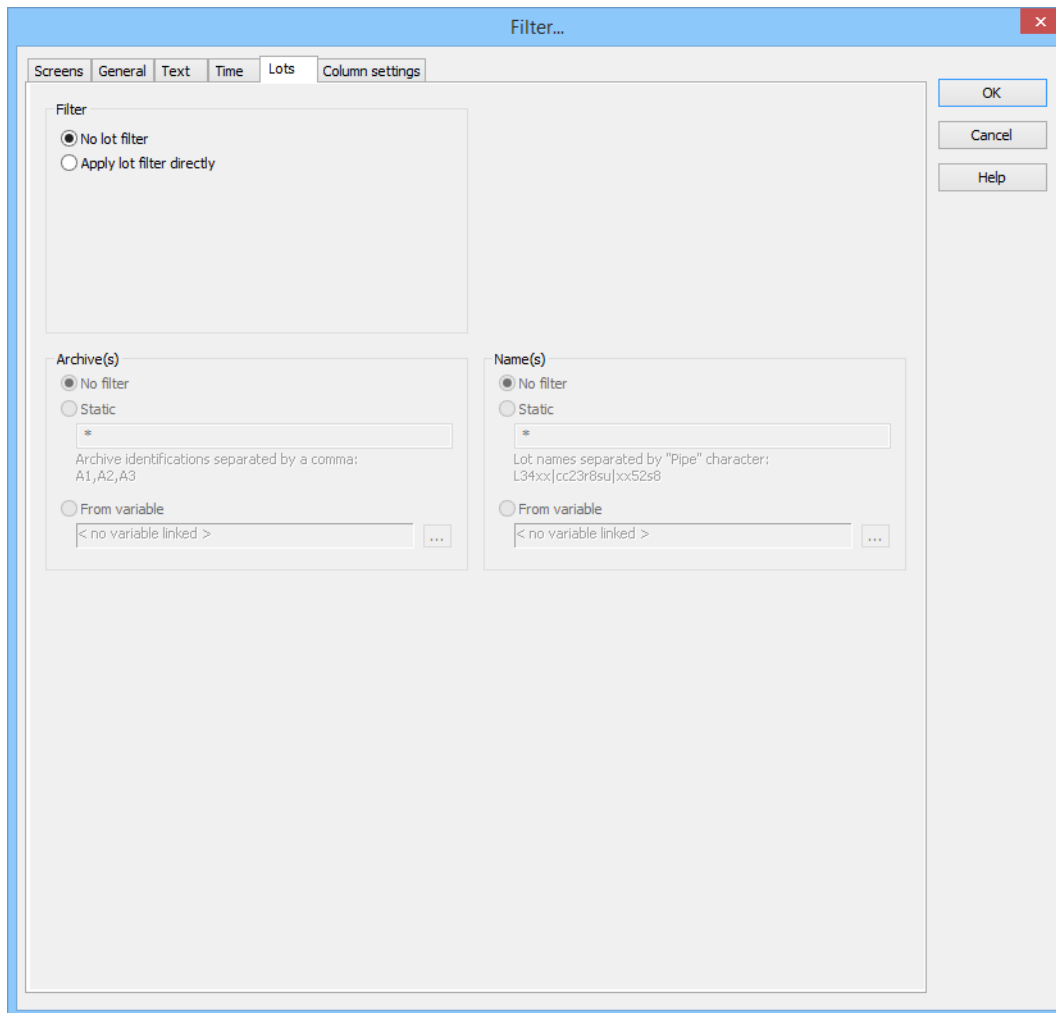 Filter...
Screens General Text Time Lots Column settings
OK
Cancel
Help
Filter
No lot filter
Apply lot filter directly
Archive(s)
No filter
Static
*
Archive identifications separated by a comma:
A1,A2,A3
From variable
< no variable linked >
...
Name(s)
No filter
Static
*
Lot names separated by "Pipe" character:
L34xx|cc23r8su|xx52s8
From variable
< no variable linked >
...